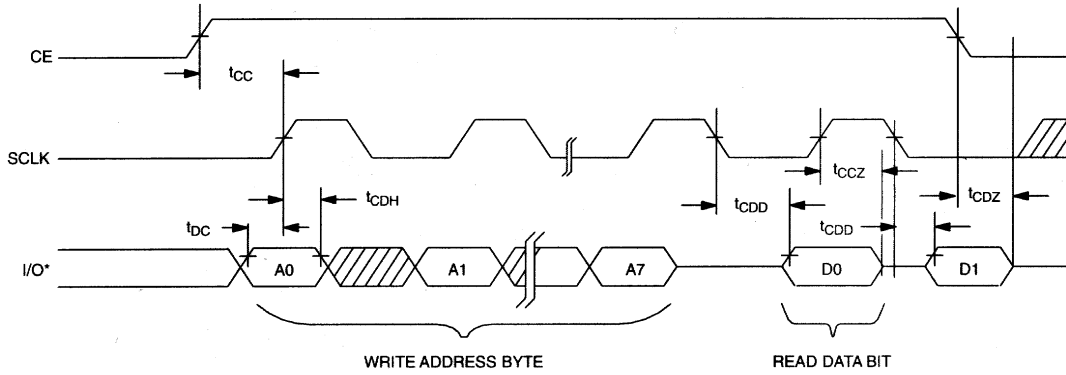 CE
tCC
SCLK
tCCZ
tCDH
tCDD
tCDZ
tDC
tCDD
I/O*
A0
A1
A7
D0
D1
WRITE ADDRESS BYTE
READ DATA BIT